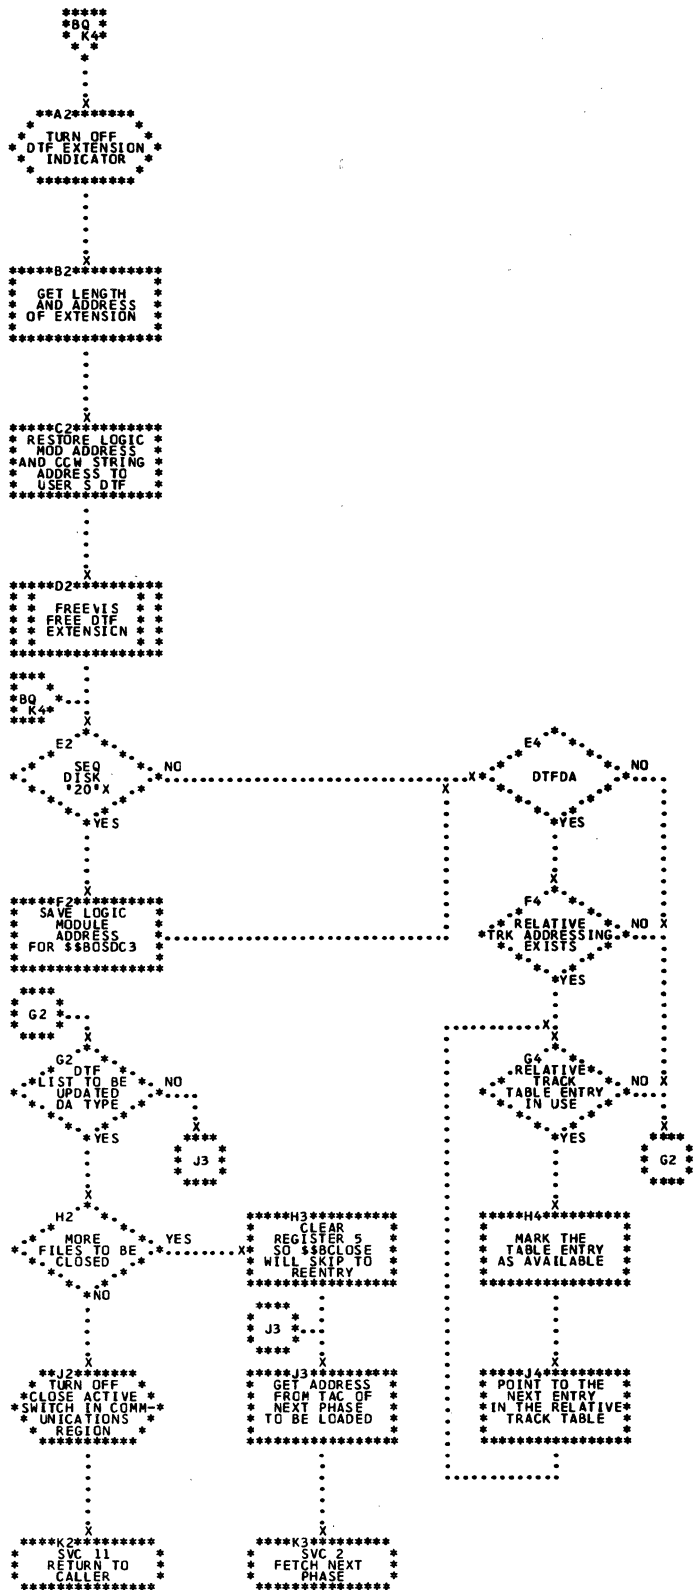 BQ
K4
A2
TURN OFF
DTF EXTENSION
INDICATOR
B2
GET LENGTH
AND ADDRESS
OF EXTENSION
C2
RESTORE LOGIC
MOD ADDRESS
AND CCW STRING
ADDRESS TO
USER S DTF
D2
FREEVIS
FREE DTF
EXTENSION
BQ
K4
E2
SEQ
DISK
'20'X
NO
YES
E4
DTFDA
NO
YES
F2
SAVE LOGIC
MODULE
ADDRESS
FOR $$BOSDC3
F4
RELATIVE
TRK ADDRESSING
EXISTS
NO
YES
G2
G2
DTF
LIST TO BE
UPDATED
DA TYPE
NO
YES
J3
G4
RELATIVE
TRACK
TABLE ENTRY
IN USE
NO
YES
G2
H2
MORE
FILES TO BE
CLOSED
YES
NO
H3
CLEAR
REGISTER 5
SO $$BCLOSE
WILL SKIP TO
REENTRY
H4
MARK THE
TABLE ENTRY
AS AVAILABLE
J3
J2
TURN OFF
CLOSE ACTIVE
SWITCH IN COMM-
UNICATIONS
REGION
J3
GET ADDRESS
FROM TAC OF
NEXT PHASE
TO BE LOADED
J4
POINT TO THE
NEXT ENTRY
IN THE RELATIVE
TRACK TABLE
K2
SVC 11
RETURN TO
CALLER
K3
SVC 2
FETCH NEXT
PHASE